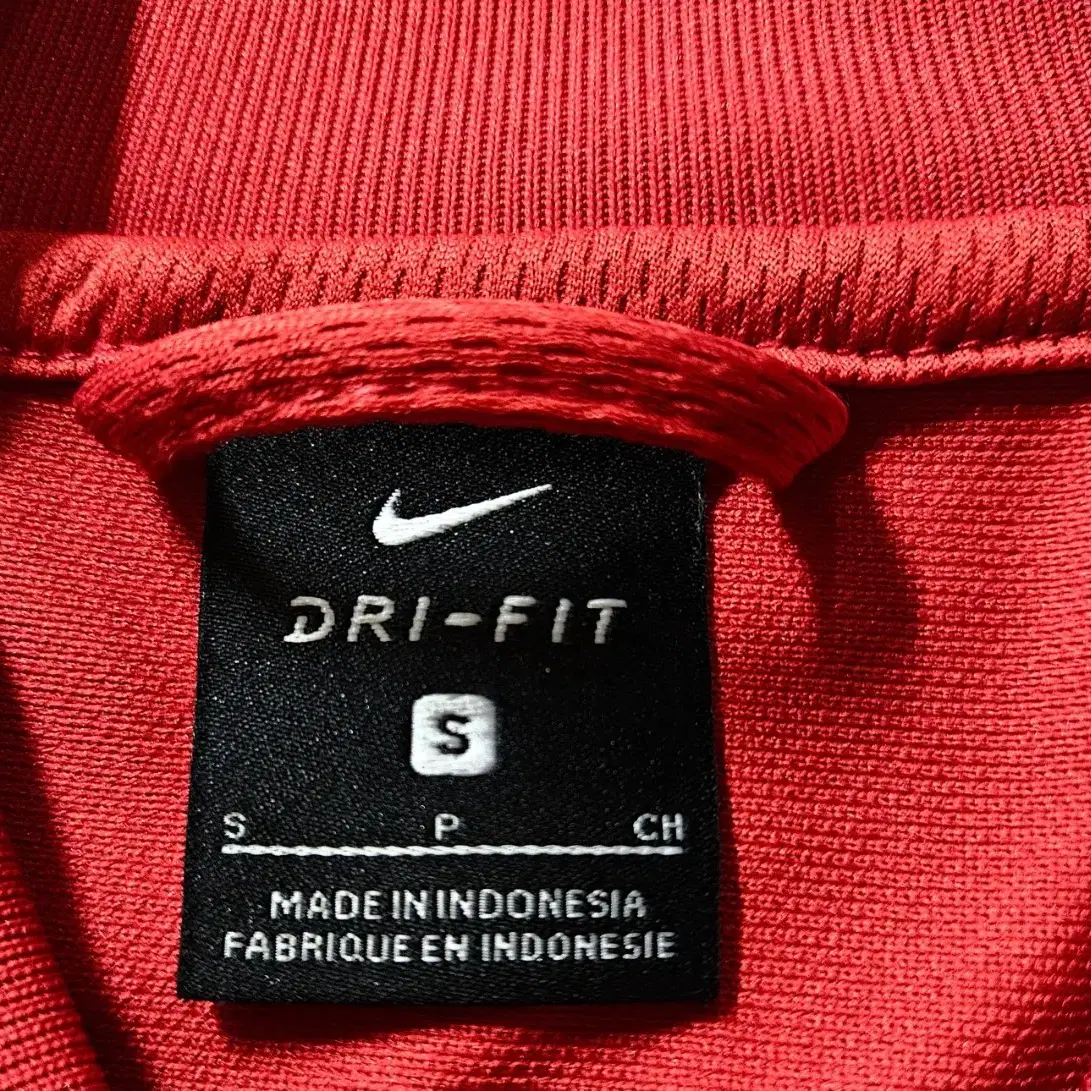 DRI-FIT
S
S P CH
MADE IN INDONESIA
FABRIQUE EN INDONESIE